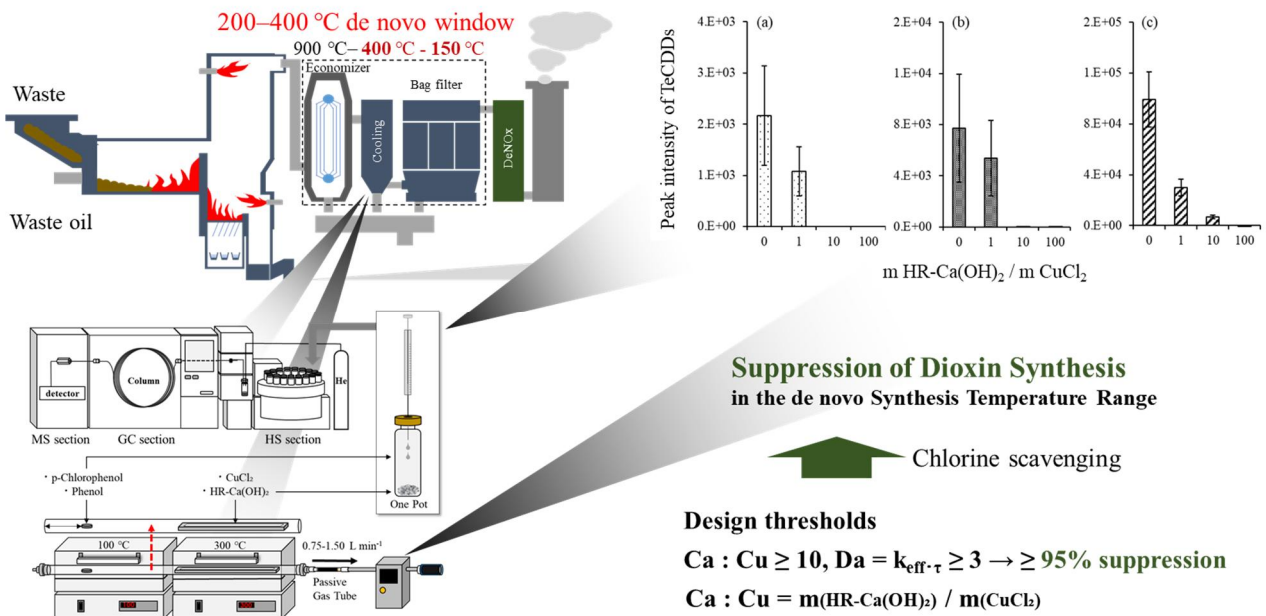 200–400 ℃ de novo window
900 ℃– 400 ℃ - 150 ℃
Economizer
Bag filter
Cooling
DeNOx
Waste
Waste oil
(a)
(b)
(c)
Peak intensity of TeCDDs
4.E+03
3.E+03
2.E+03
1.E+03
0.E+00
1.E+04
8.E+03
4.E+03
0.E+00
2.E+05
1.E+05
8.E+04
4.E+04
0.E+00
0 1 10 100
0 1 10 100
0 1 10 100
m HR-Ca(OH)₂ / m CuCl₂
detector
Column
He
MS section
GC section
HS section
One Pot
・p-Chlorophenol
・Phenol
・CuCl₂
・HR-Ca(OH)₂
100 ℃
300 ℃
0.75-1.50 L min⁻¹
Passive
Gas Tube
Suppression of Dioxin Synthesis
in the de novo Synthesis Temperature Range
Chlorine scavenging
Design thresholds
Ca : Cu ≥ 10, Da = k_eff·τ ≥ 3 → ≥ 95% suppression
Ca : Cu = m(HR-Ca(OH)₂) / m(CuCl₂)